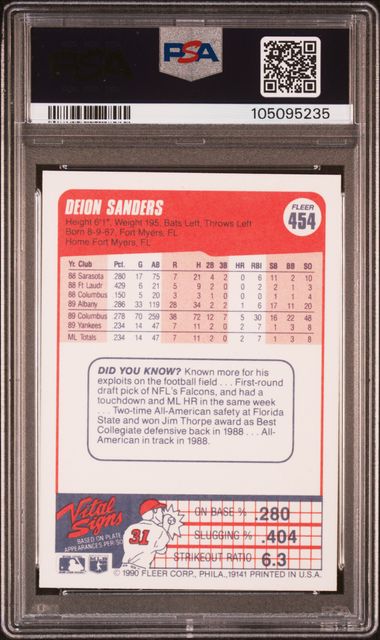 PSA
105095235
DEION SANDERS
FLEER
454
Height 6'1", Weight 195, Bats Left, Throws Left
Born 8-9-67, Fort Myers, FL
Home Fort Myers, FL
Yr. Club Pct. G AB R H 2B 3B HR RBI SB BB SO
88 Sarasota .280 17 75 7 21 4 2 0 6 11 2 10
88 Ft Laudr .429 6 21 5 9 2 0 0 2 2 1 3
88 Columbus .150 5 20 3 3 1 0 0 0 1 1 4
89 Albany .286 33 119 28 34 2 2 1 6 17 11 20
89 Columbus .278 70 259 38 72 12 7 5 30 16 22 48
89 Yankees .234 14 47 7 11 2 0 2 7 1 3 8
ML Totals .234 14 47 7 11 2 0 2 7 1 3 8
DID YOU KNOW? Known more for his
exploits on the football field . . . First-round
draft pick of NFL's Falcons, and had a
touchdown and ML HR in the same week
. . . Two-time All-American safety at Florida
State and won Jim Thorpe award as Best
Collegiate defensive back in 1988 . . . All-
American in track in 1988.
Vital
Signs
BASED ON PLATE
APPEARANCES PER SO
31
ON BASE % .280
SLUGGING % .404
STRIKEOUT RATIO 6.3
© 1990 FLEER CORP., PHILA., 19141 PRINTED IN U.S.A.